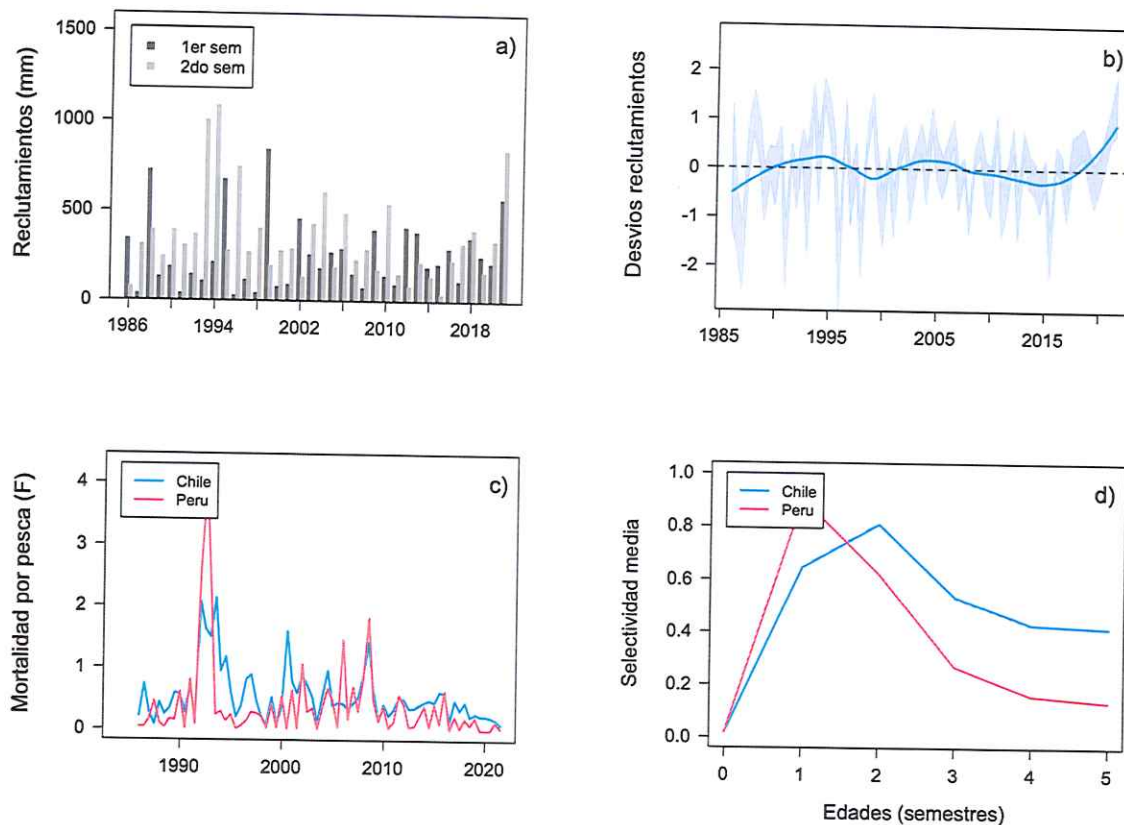 a)
1er sem
2do sem
Reclutamientos (mm)
1500
1000
500
0
1986
1994
2002
2010
2018
b)
Desvios reclutamientos
2
1
0
-1
-2
1985
1995
2005
2015
c)
Chile
Peru
Mortalidad por pesca (F)
4
3
2
1
0
1990
2000
2010
2020
d)
Chile
Peru
Selectividad media
1.0
0.8
0.6
0.4
0.2
0.0
0
1
2
3
4
5
Edades (semestres)